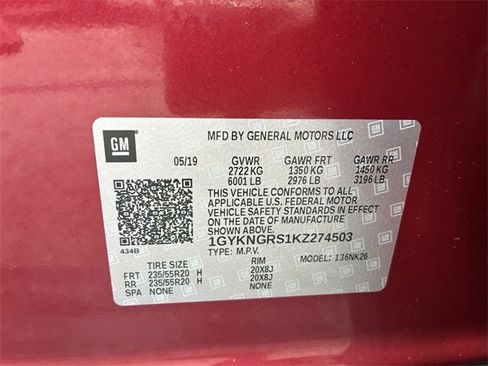 GM
MFD BY GENERAL MOTORS LLC
05/19 GVWR GAWR FRT GAWR RR
2722 KG 1350 KG 1450 KG
6001 LB 2976 LB 3196 LB
THIS VEHICLE CONFORMS TO ALL
APPLICABLE U.S. FEDERAL MOTOR
VEHICLE SAFETY STANDARDS IN EFFECT
ON THE DATE OF MANUFACTURE
SHOWN ABOVE.
1GYKNGRS1KZ274503
434B TYPE: M.P.V. MODEL: 136NK26
TIRE SIZE RIM
FRT 235/55R20 H 20X8J
RR 235/55R20 H 20X8J
SPA NONE NONE